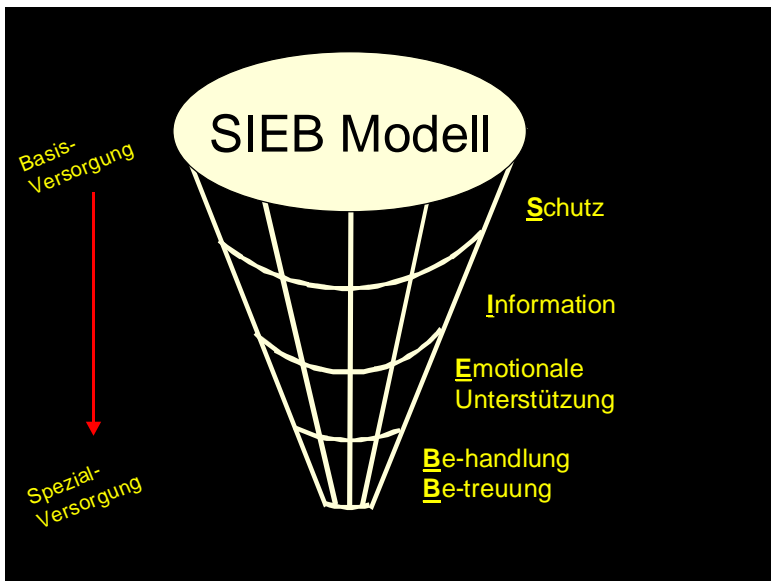 SIEB Modell
Basis-
Versorgung
Schutz
Information
Emotionale
Unterstützung
Be-handlung
Be-treuung
Spezial-
Versorgung